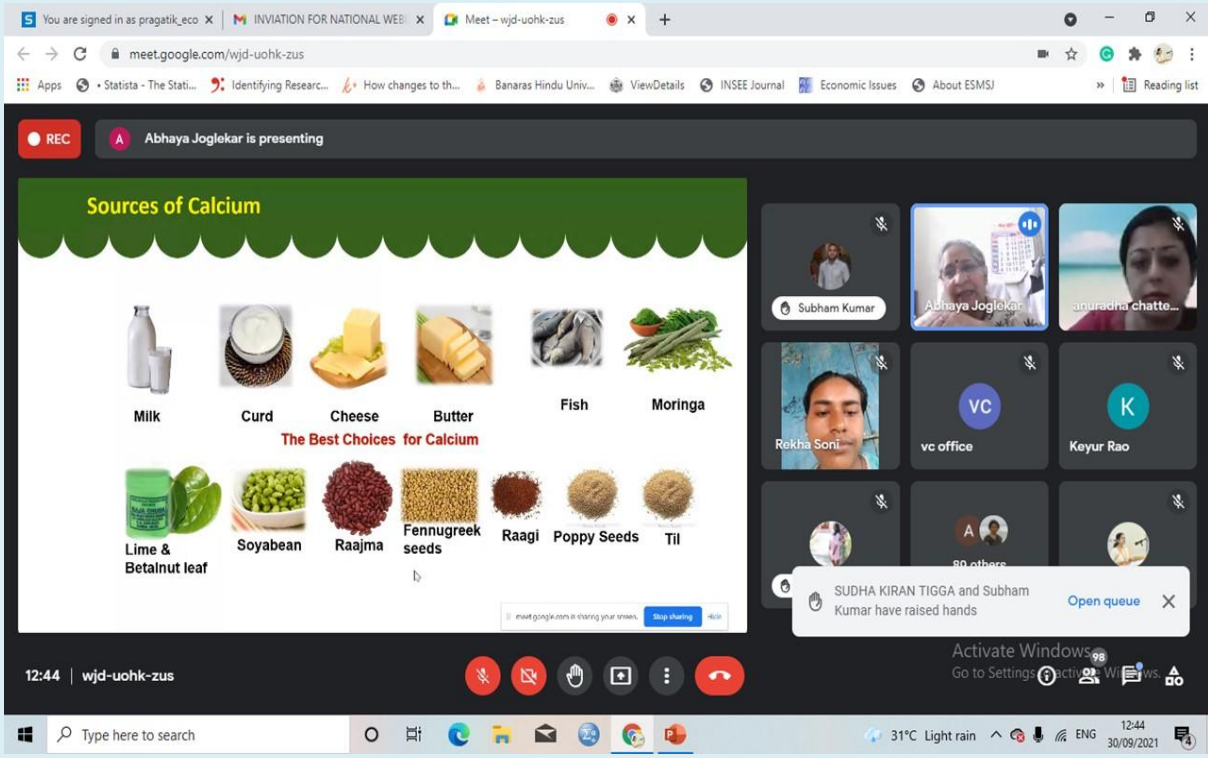 You are signed in as pragatik_eco
INVIATION FOR NATIONAL WEB
Meet – wjd-uohk-zus
meet.google.com/wjd-uohk-zus
Apps
• Statista - The Stati...
Identifying Researc...
How changes to th...
Banaras Hindu Univ...
ViewDetails
INSEE Journal
Economic Issues
About ESMSJ
»
Reading list
REC
A
Abhaya Joglekar is presenting
Sources of Calcium
Milk
Curd
Cheese
Butter
Fish
Moringa
The Best Choices for Calcium
Lime &
Betalnut leaf
Soyabean
Raajma
Fennugreek
seeds
Raagi
Poppy Seeds
Til
meet.google.com is sharing your screen.
Stop sharing
Hide
Subham Kumar
Abhaya Joglekar
anuradha chatte...
Rekha Soni
VC
vc office
K
Keyur Rao
A
89 others
SUDHA KIRAN TIGGA and Subham
Kumar have raised hands
Open queue
Activate Windows
Go to Settings
98
12:44 | wjd-uohk-zus
Type here to search
31°C Light rain
ENG
12:44
30/09/2021
4